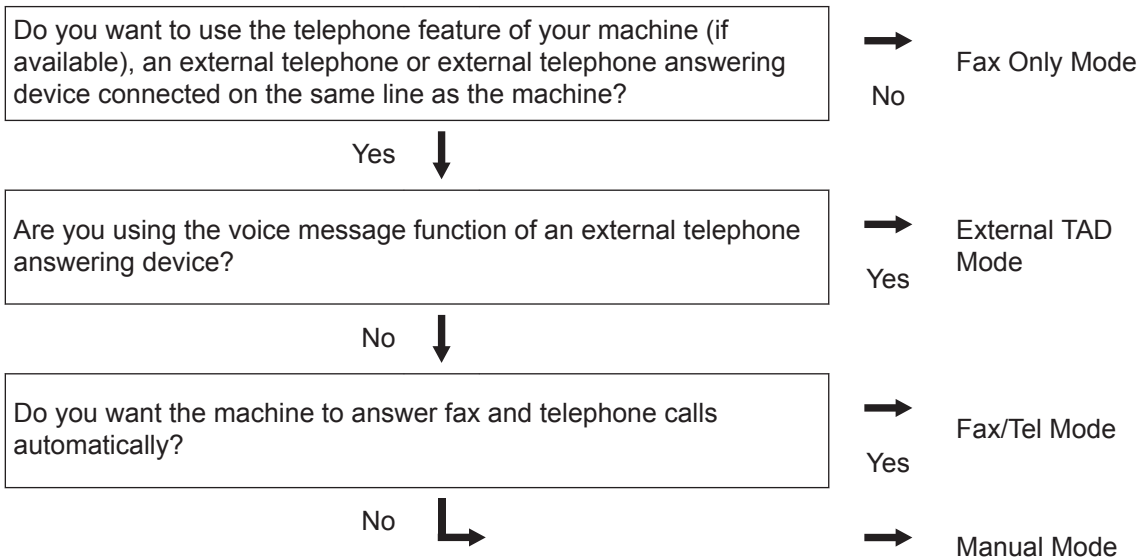 Do you want to use the telephone feature of your machine (if
available), an external telephone or external telephone answering
device connected on the same line as the machine?
No
Fax Only Mode
Yes
Are you using the voice message function of an external telephone
answering device?
Yes
External TAD
Mode
No
Do you want the machine to answer fax and telephone calls
automatically?
Yes
Fax/Tel Mode
No
Manual Mode